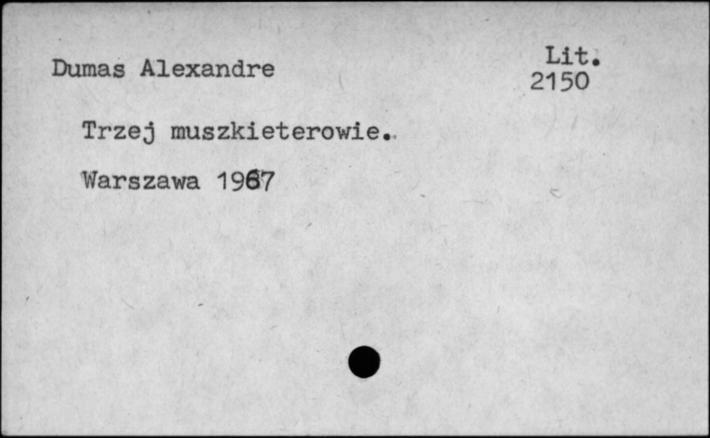 Dumas Alexandre
Lit.
2150
Trzej muszkieterowie.
Warszawa 1967